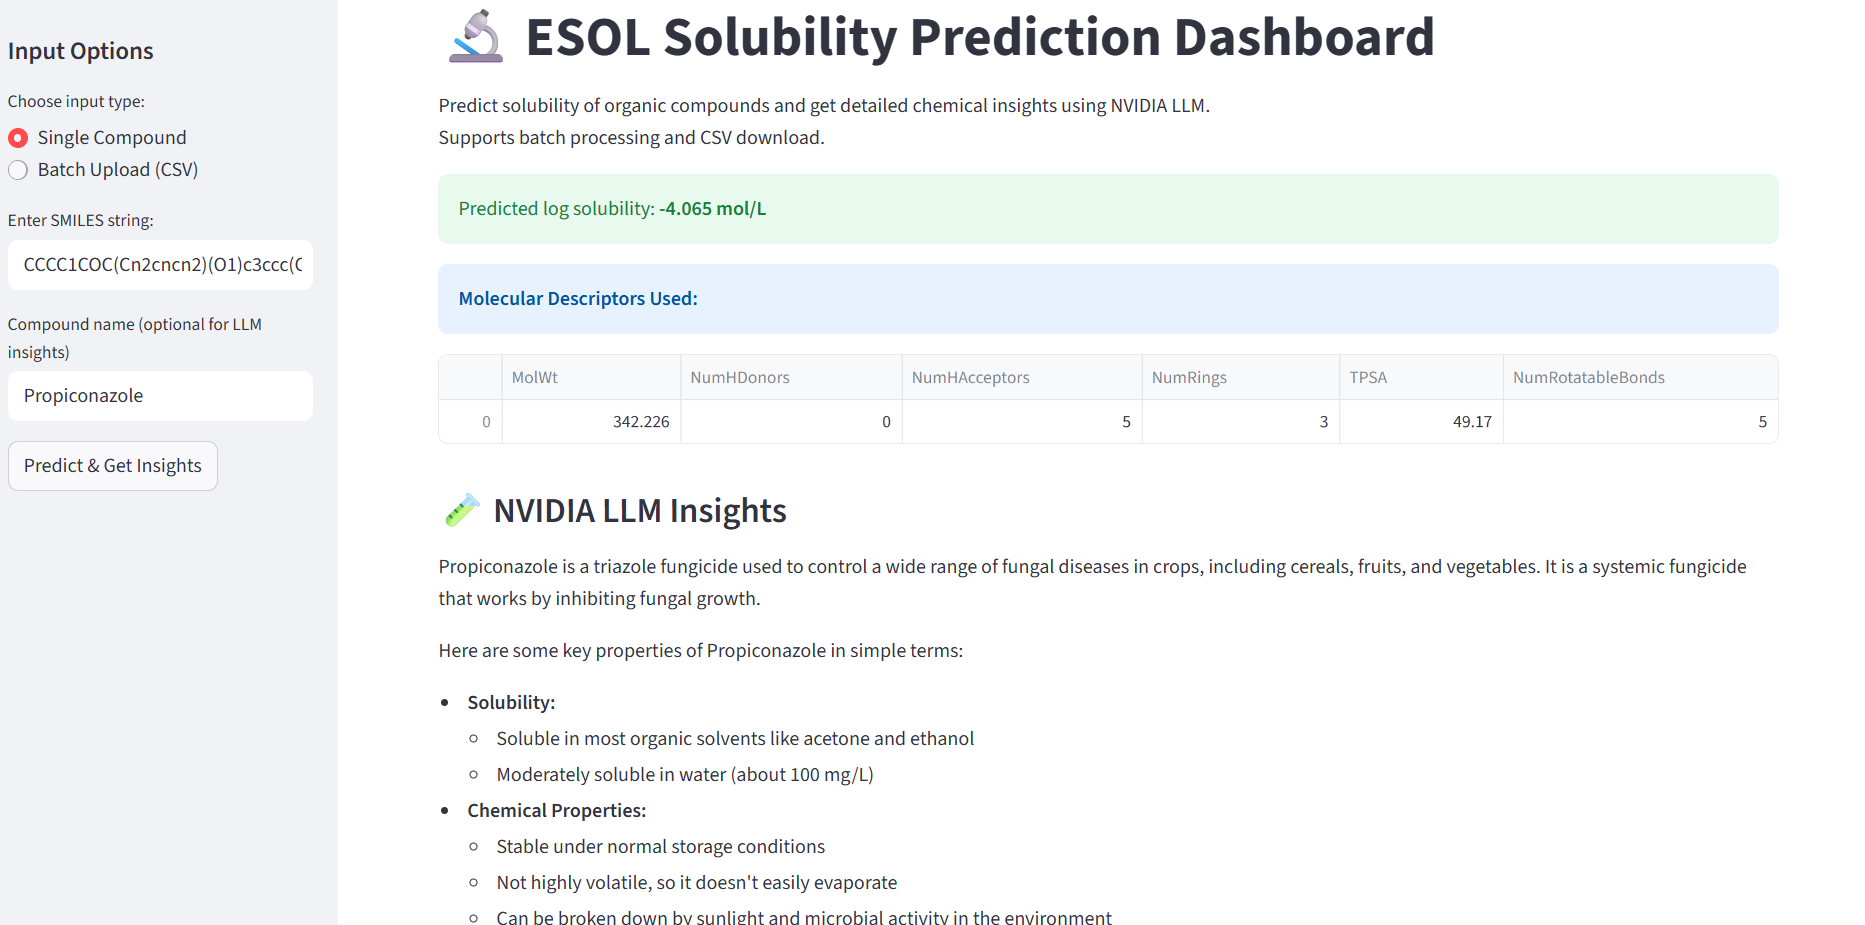 Input Options
Choose input type:
Single Compound
Batch Upload (CSV)
Enter SMILES string:
CCCC1COC(Cn2cncn2)(O1)c3ccc(C
Compound name (optional for LLM
insights)
Propiconazole
Predict & Get Insights
ESOL Solubility Prediction Dashboard
Predict solubility of organic compounds and get detailed chemical insights using NVIDIA LLM.
Supports batch processing and CSV download.
Predicted log solubility: -4.065 mol/L
Molecular Descriptors Used:
MolWt NumHDonors NumHAcceptors NumRings TPSA NumRotatableBonds
0 342.226 0 5 3 49.17 5
NVIDIA LLM Insights
Propiconazole is a triazole fungicide used to control a wide range of fungal diseases in crops, including cereals, fruits, and vegetables. It is a systemic fungicide
that works by inhibiting fungal growth.
Here are some key properties of Propiconazole in simple terms:
Solubility:
Soluble in most organic solvents like acetone and ethanol
Moderately soluble in water (about 100 mg/L)
Chemical Properties:
Stable under normal storage conditions
Not highly volatile, so it doesn't easily evaporate
Can be broken down by sunlight and microbial activity in the environment